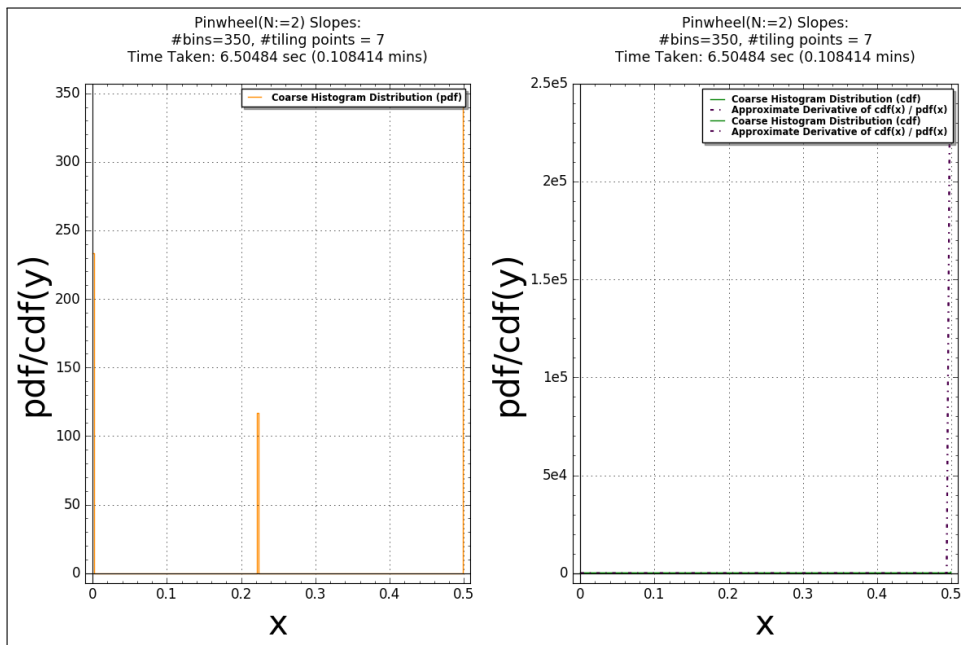 Pinwheel(N:=2) Slopes:
#bins=350, #tiling points = 7
Time Taken: 6.50484 sec (0.108414 mins)
Coarse Histogram Distribution (pdf)
350
300
250
200
150
100
50
0
pdf/cdf(y)
0 0.1 0.2 0.3 0.4 0.5
x
Pinwheel(N:=2) Slopes:
#bins=350, #tiling points = 7
Time Taken: 6.50484 sec (0.108414 mins)
Coarse Histogram Distribution (cdf)
Approximate Derivative of cdf(x) / pdf(x)
Coarse Histogram Distribution (cdf)
Approximate Derivative of cdf(x) / pdf(x)
2.5e5
2e5
1.5e5
1e5
5e4
0
pdf/cdf(y)
0 0.1 0.2 0.3 0.4 0.5
x